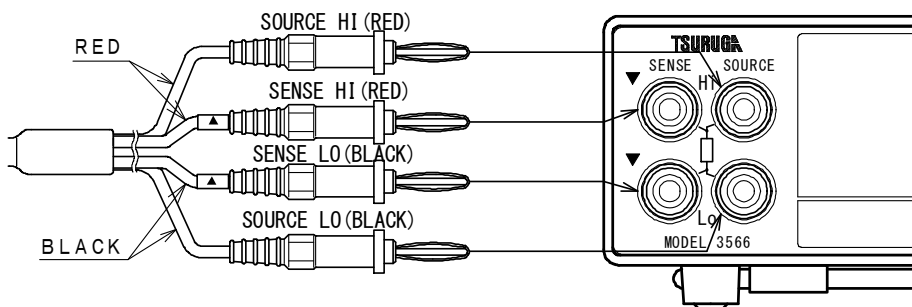 SOURCE HI(RED)
RED
SENSE HI(RED)
SENSE LO(BLACK)
SOURCE LO(BLACK)
BLACK
TSURUGA
SENSE SOURCE
HI
LO
MODEL 3566